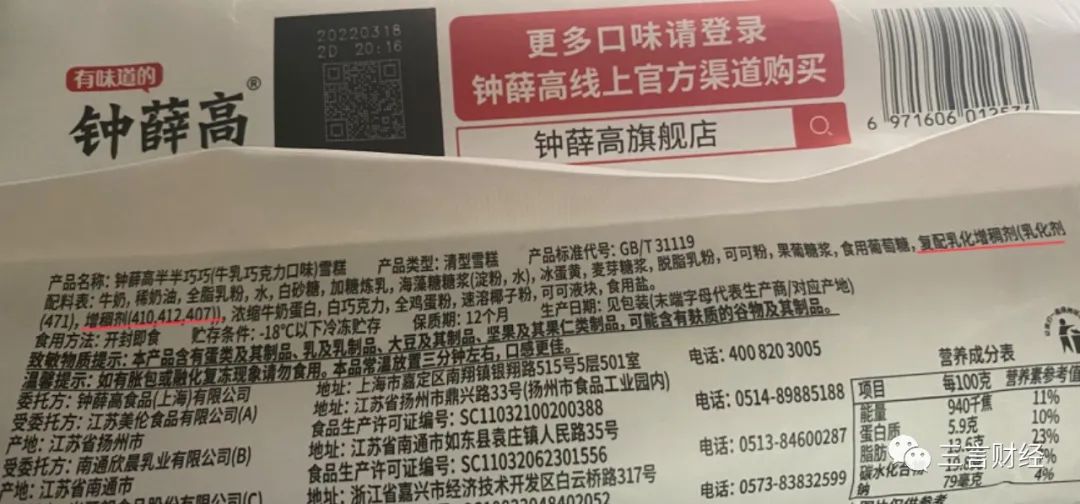 20220318
2D 20:16
有味道的
钟薛高®
更多口味请登录
钟薛高线上官方渠道购买
钟薛高旗舰店
6 971606
产品名称：钟薛高半半巧巧(牛乳巧克力口味)雪糕 产品类型：清型雪糕 产品标准代号：GB/T 31119
配料表：牛奶，稀奶油，全脂乳粉，水，白砂糖，加糖炼乳，海藻糖糖浆(淀粉，水)，冰蛋黄，麦芽糖浆，脱脂乳粉，可可粉，果葡糖浆，食用葡萄糖，复配乳化增稠剂(乳化剂
(471)，增稠剂(410,412,407))，浓缩牛奶蛋白，白巧克力，全鸡蛋粉，速溶椰子粉，可可液块，食用盐。
食用方法：开封即食 贮存条件：-18℃以下冷冻贮存 保质期：12个月 生产日期：见包装(末端字母代表生产商/对应产地)
致敏物质提示：本产品含有蛋类及其制品、乳及乳制品、大豆及其制品、坚果及其果仁类制品，可能含有麸质的谷物及其制品。
温馨提示：如有胀包或融化复冻现象请勿食用。本品常温放置三分钟左右，口感更佳。
委托方：钟薛高食品(上海)有限公司 地址：上海市嘉定区南翔镇银翔路515号5层501室 电话：400 820 3005
受委托方：江苏美伦食品有限公司(A) 地址：江苏省扬州市鼎兴路33号(扬州市食品工业园内) 电话：0514-89885188
产地：江苏省扬州市 食品生产许可证编号：SC11032100200388
受委托方：南通欣晨乳业有限公司(B) 地址：江苏省南通市如东县袁庄镇人民路35号 电话：0513-84600287
产地：江苏省南通市 食品生产许可证编号：SC11032062301556
地址：浙江省嘉兴市经济技术开发区白云桥路317号 电话：0573-83832599
营养成分表
项目 每100克 营养素参考值
能量 940千焦 11%
蛋白质 5.9克 10%
脂肪 13.6克 23%
碳水化合
钠 79毫克 4%
三言财经